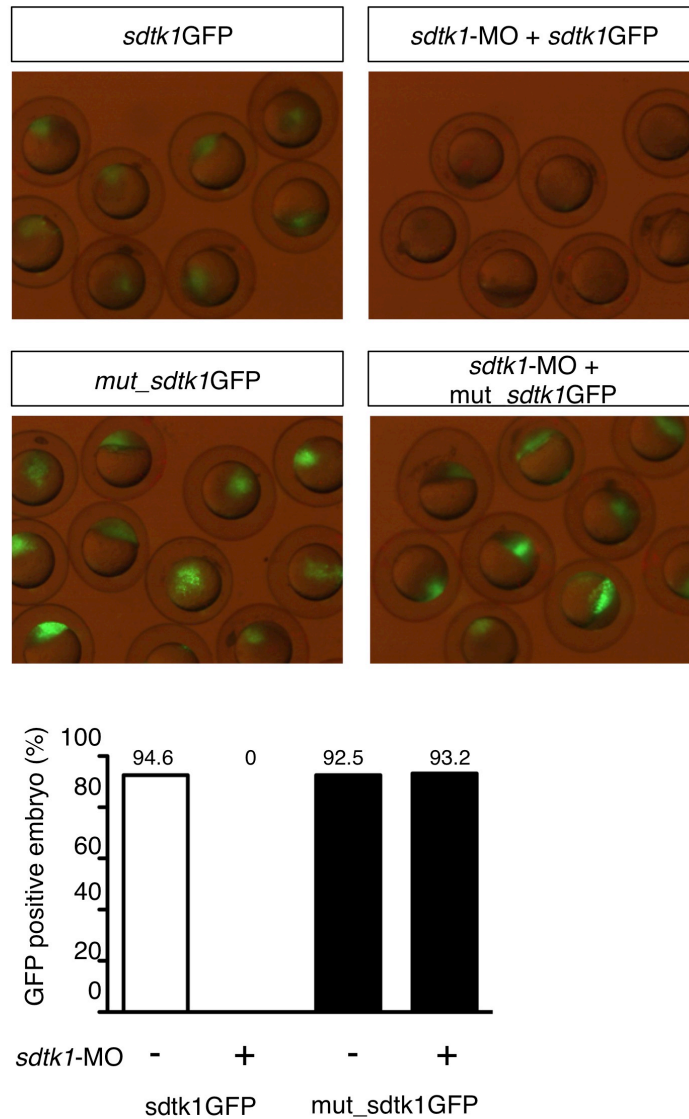 sdtk1GFP
sdtk1-MO + sdtk1GFP
mut_sdtk1GFP
sdtk1-MO +
mut_sdtk1GFP
GFP positive embryo (%)
100
80
60
40
20
0
94.6
0
92.5
93.2
sdtk1-MO - + - +
sdtk1GFP mut_sdtk1GFP